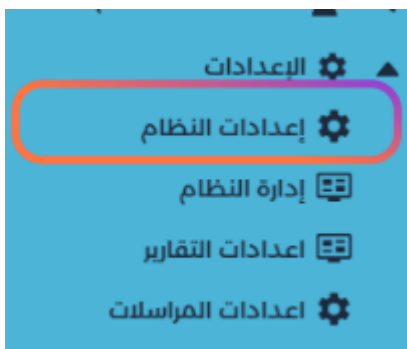 الإعدادات
إعدادات النظام
إدارة النظام
اعدادات التقارير
اعدادات المراسلات